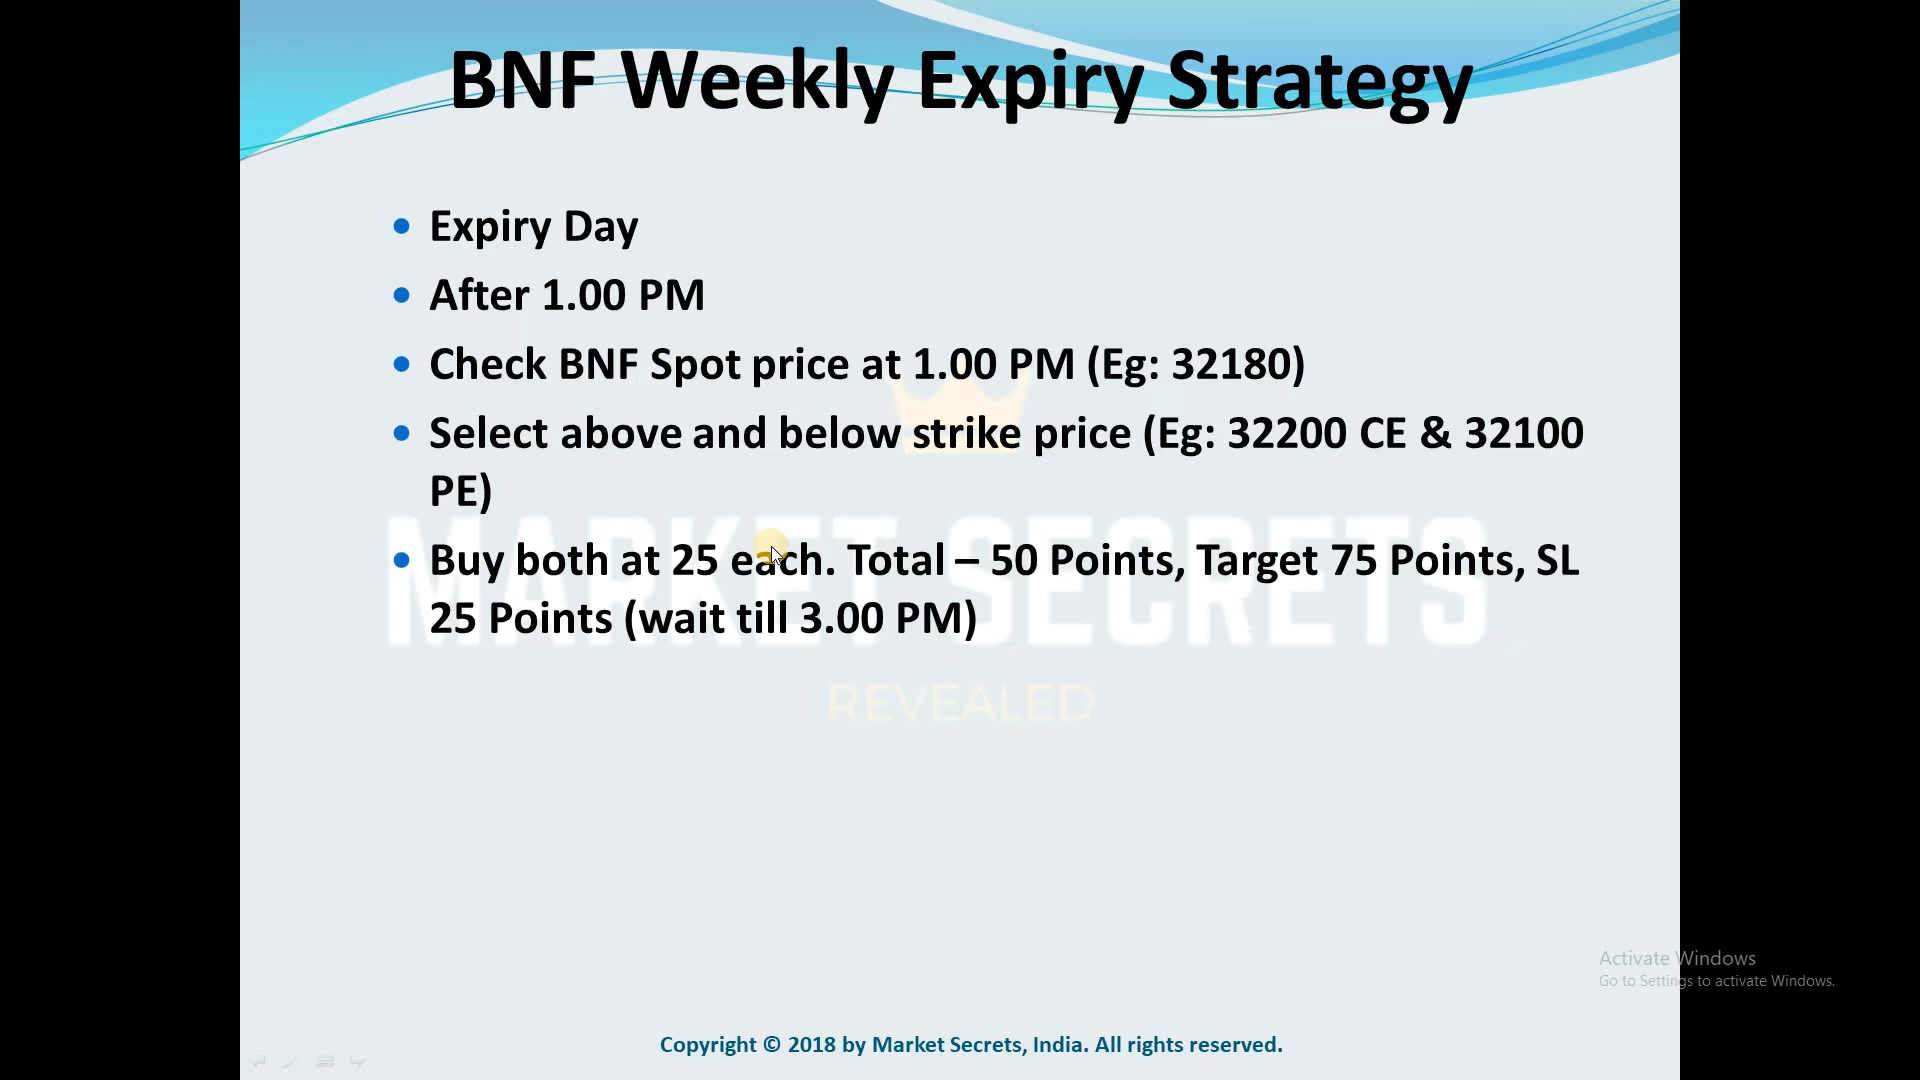 BNF Weekly Expiry Strategy
Expiry Day
After 1.00 PM
Check BNF Spot price at 1.00 PM (Eg: 32180)
Select above and below strike price (Eg: 32200 CE & 32100
PE)
Buy both at 25 each. Total – 50 Points, Target 75 Points, SL
25 Points (wait till 3.00 PM)
MARKET SECRETS
REVEALED
Activate Windows
Go to Settings to activate Windows.
Copyright © 2018 by Market Secrets, India. All rights reserved.